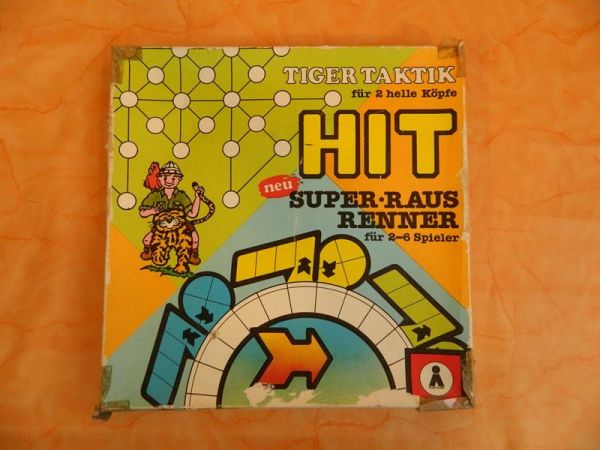 TIGER TAKTIK
für 2 helle Köpfe
HIT
neu
SUPER·RAUS
RENNER
für 2–6 Spieler